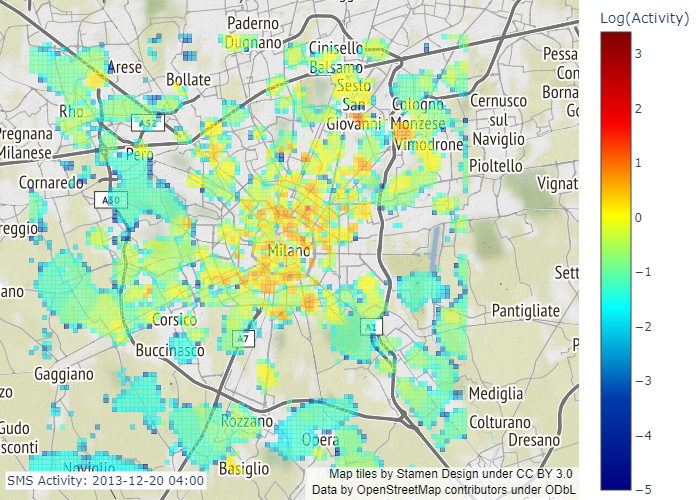 Log(Activity)
Paderno
Dugnano
Cinisello
Balsamo
Sesto
San
Giovanni
Arese
Bollate
Rho
A52
Pregnana
Milanese
Pero
Cologno
Monzese
Vimodrone
Cernusco
sul
Naviglio
Pioltello
Cornaredo
A50
Vignat
reggio
Milano
Sett
ano
Pantigliate
Corsico
Buccinasco
A7
A1
Gaggiano
Mediglia
Colturano
Dresano
Rozzano
Opera
Basiglio
Noviglio
Gudo
sconti
zzo
Pessa
Con
Borna
Go
P
3
2
1
0
−1
−2
−3
−4
−5
SMS Activity: 2013-12-20 04:00
Map tiles by Stamen Design under CC BY 3.0
Data by OpenStreetMap contributors under ODbL